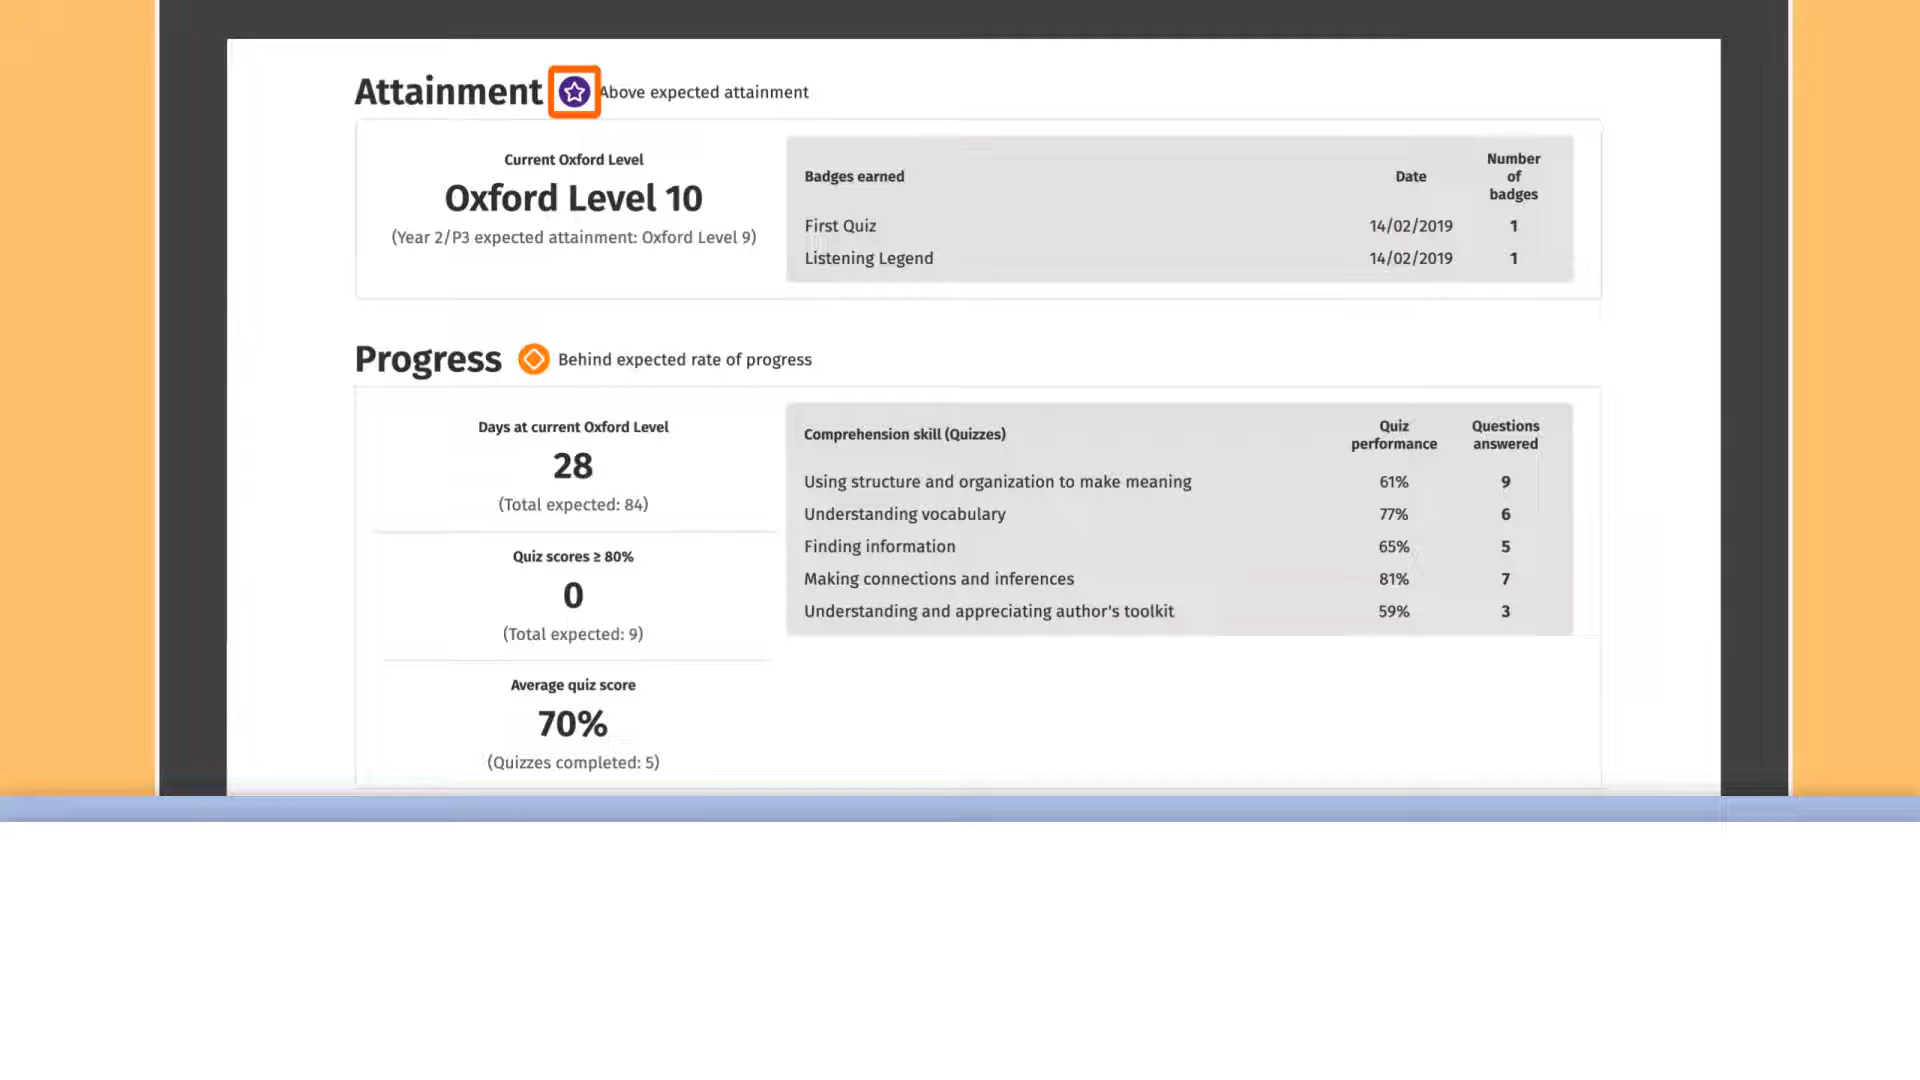 Attainment Above expected attainment
Current Oxford Level
Oxford Level 10
(Year 2/P3 expected attainment: Oxford Level 9)
Badges earned Date Number of badges
First Quiz 14/02/2019 1
Listening Legend 14/02/2019 1
Progress Behind expected rate of progress
Days at current Oxford Level
28
(Total expected: 84)
Quiz scores ≥ 80%
0
(Total expected: 9)
Average quiz score
70%
(Quizzes completed: 5)
Comprehension skill (Quizzes) Quiz performance Questions answered
Using structure and organization to make meaning 61% 9
Understanding vocabulary 77% 6
Finding information 65% 5
Making connections and inferences 81% 7
Understanding and appreciating author's toolkit 59% 3